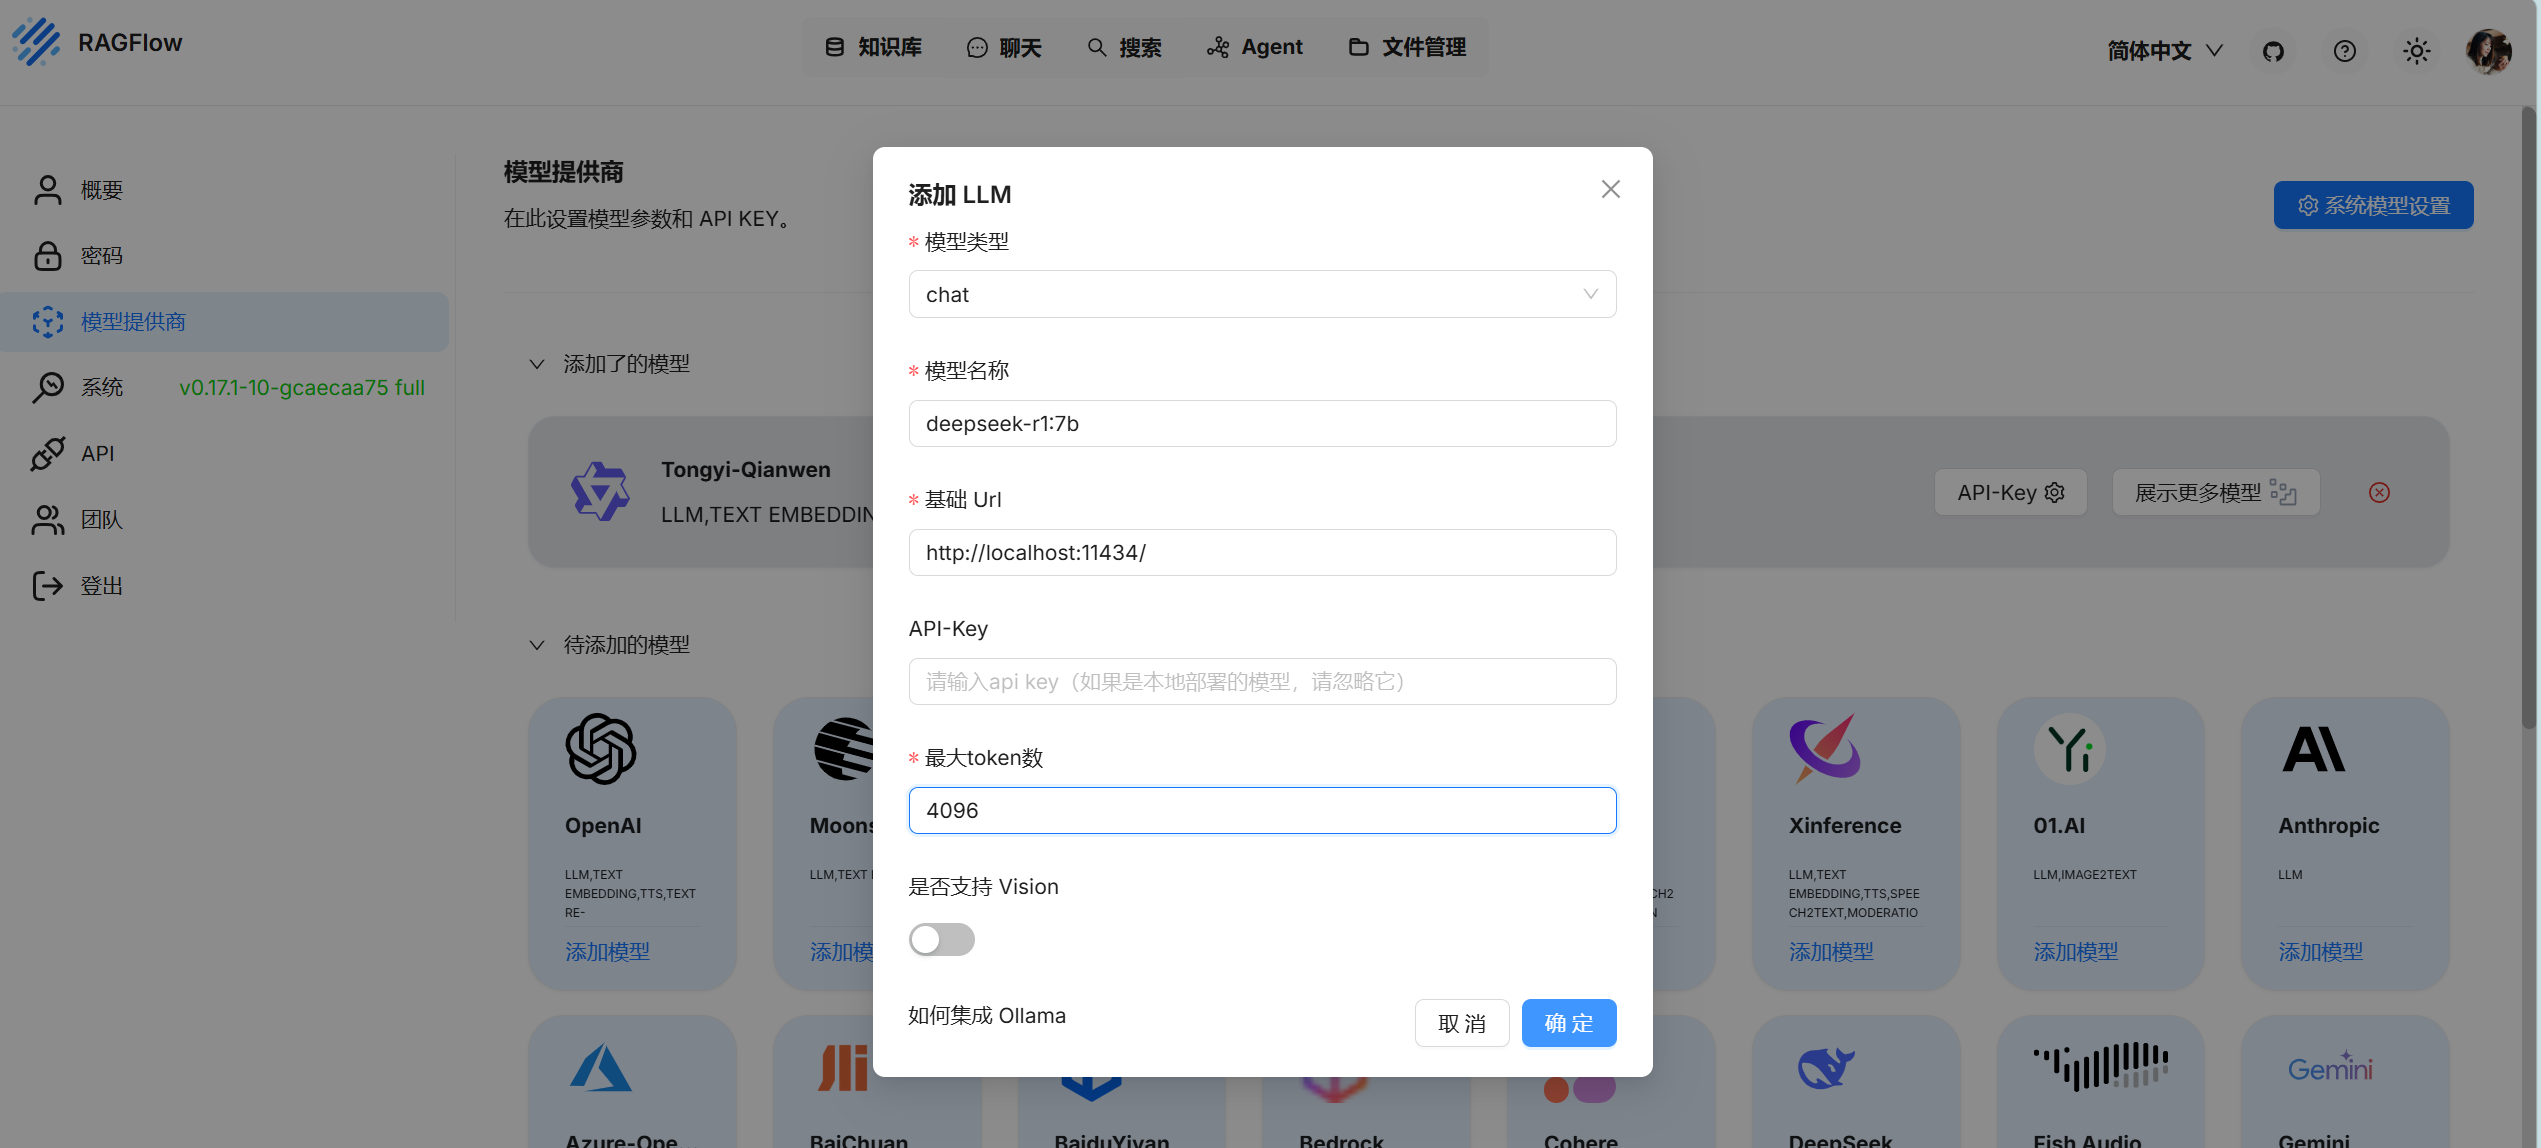 RAGFlow
知识库
聊天
搜索
Agent
文件管理
简体中文
概要
密码
模型提供商
系统 v0.17.1-10-gcaecaa75 full
API
团队
登出
模型提供商
在此设置模型参数和 API KEY。
系统模型设置
添加了的模型
Tongyi-Qianwen
LLM,TEXT EMBEDDIN
API-Key
展示更多模型
待添加的模型
OpenAI
LLM,TEXT
EMBEDDING,TTS,TEXT
RE-
添加模型
Moons
LLM,TEXT
添加模
CH2
Xinference
LLM,TEXT
EMBEDDING,TTS,SPEE
CH2TEXT,MODERATIO
添加模型
01.AI
LLM,IMAGE2TEXT
添加模型
Anthropic
LLM
添加模型
Azure-Ope...
BaiChuan
BaiduYiyan
Bedrock
Cohere
DeepSeek
Fish Audio
Gemini
Gemini
添加 LLM
* 模型类型
chat
* 模型名称
deepseek-r1:7b
* 基础 Url
http://localhost:11434/
API-Key
请输入api key（如果是本地部署的模型，请忽略它）
* 最大token数
4096
是否支持 Vision
如何集成 Ollama
取 消
确 定